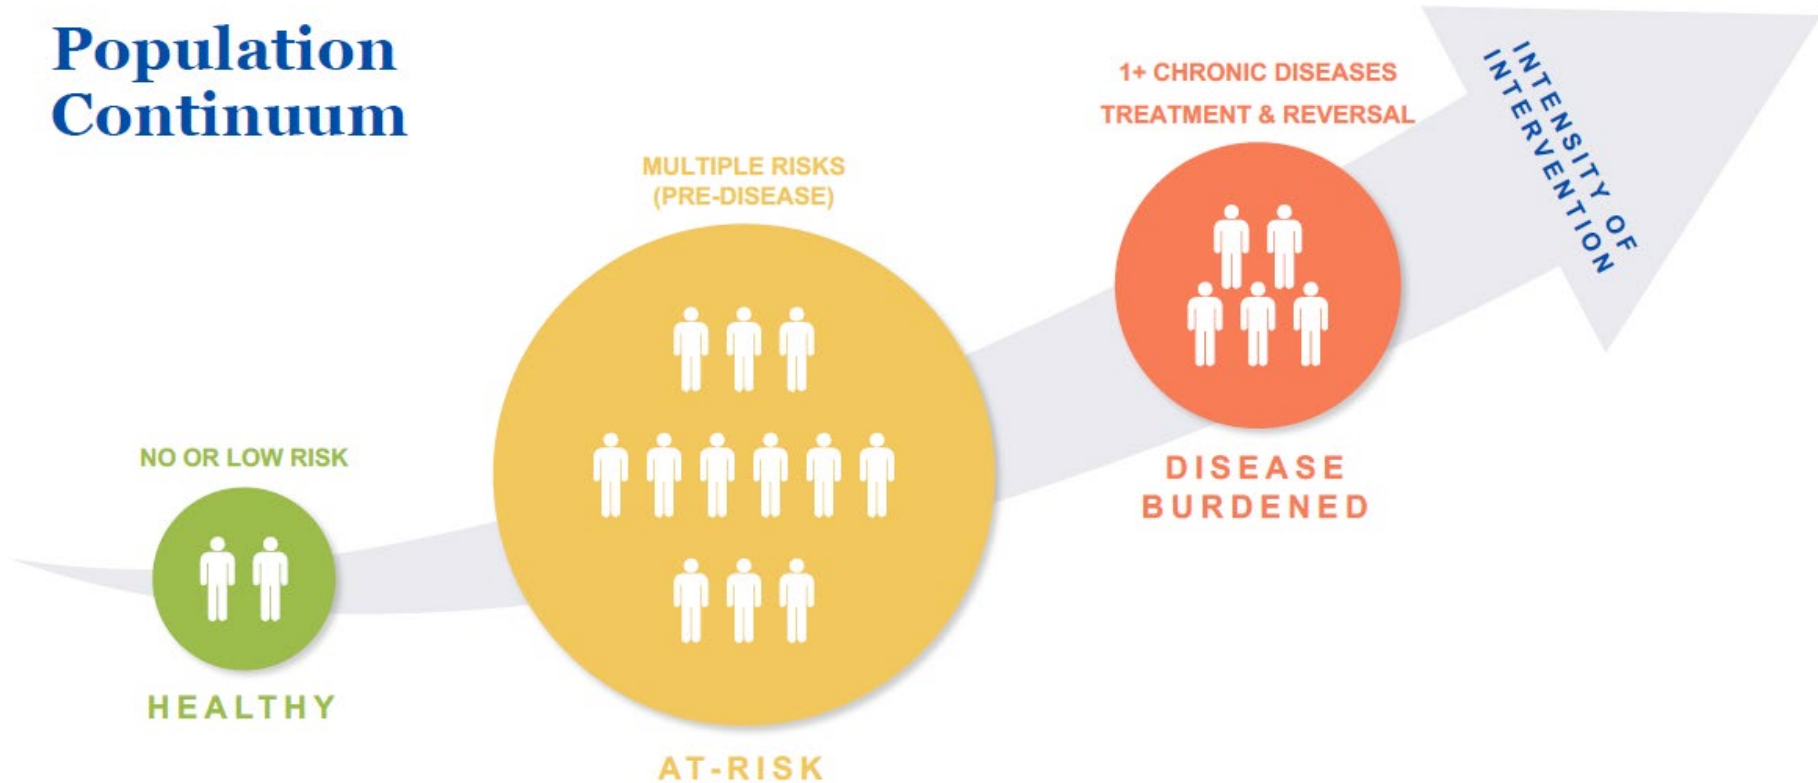 Population
Continuum
NO OR LOW RISK
HEALTHY
MULTIPLE RISKS
(PRE-DISEASE)
AT-RISK
1+ CHRONIC DISEASES
TREATMENT & REVERSAL
DISEASE
BURDENED
INTENSITY OF
INTERVENTION